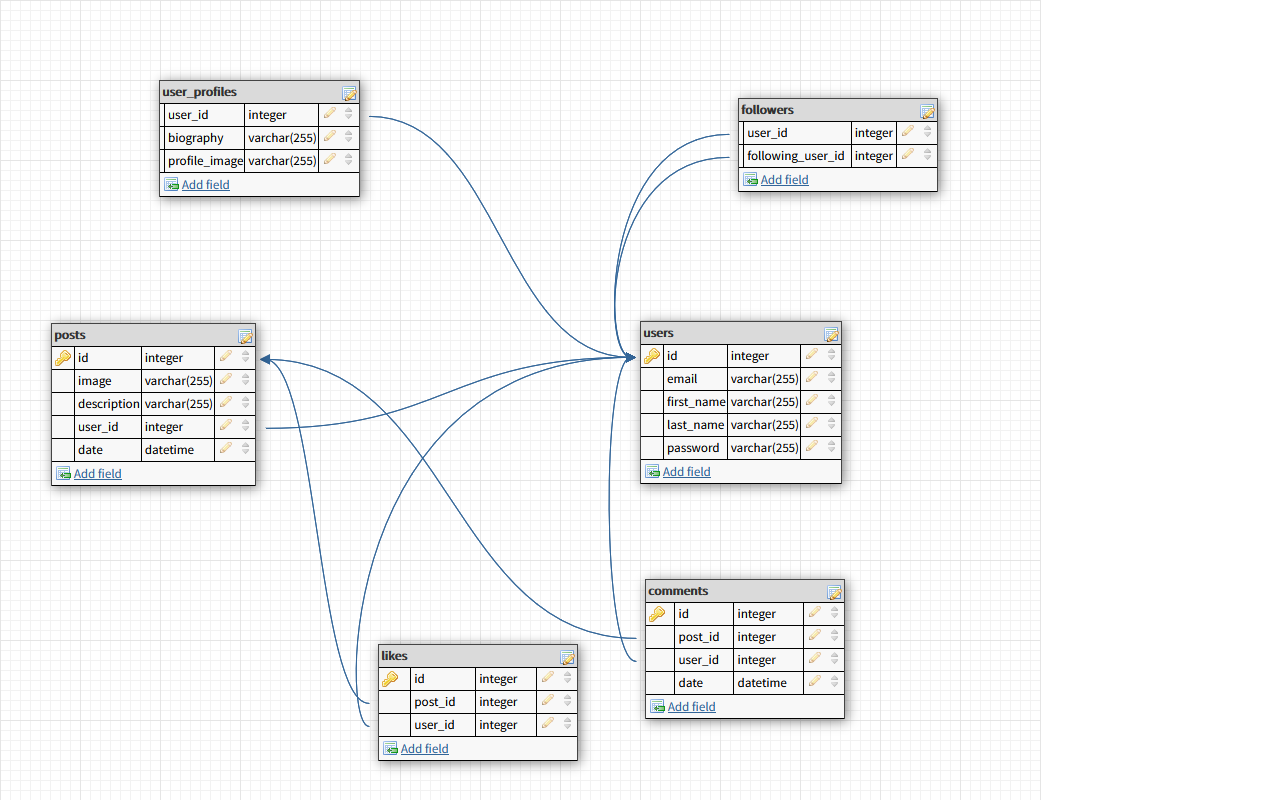 user_profiles
user_id integer
biography varchar(255)
profile_image varchar(255)
Add field
followers
user_id integer
following_user_id integer
Add field
posts
id integer
image varchar(255)
description varchar(255)
user_id integer
date datetime
Add field
users
id integer
email varchar(255)
first_name varchar(255)
last_name varchar(255)
password varchar(255)
Add field
comments
id integer
post_id integer
user_id integer
date datetime
Add field
likes
id integer
post_id integer
user_id integer
Add field